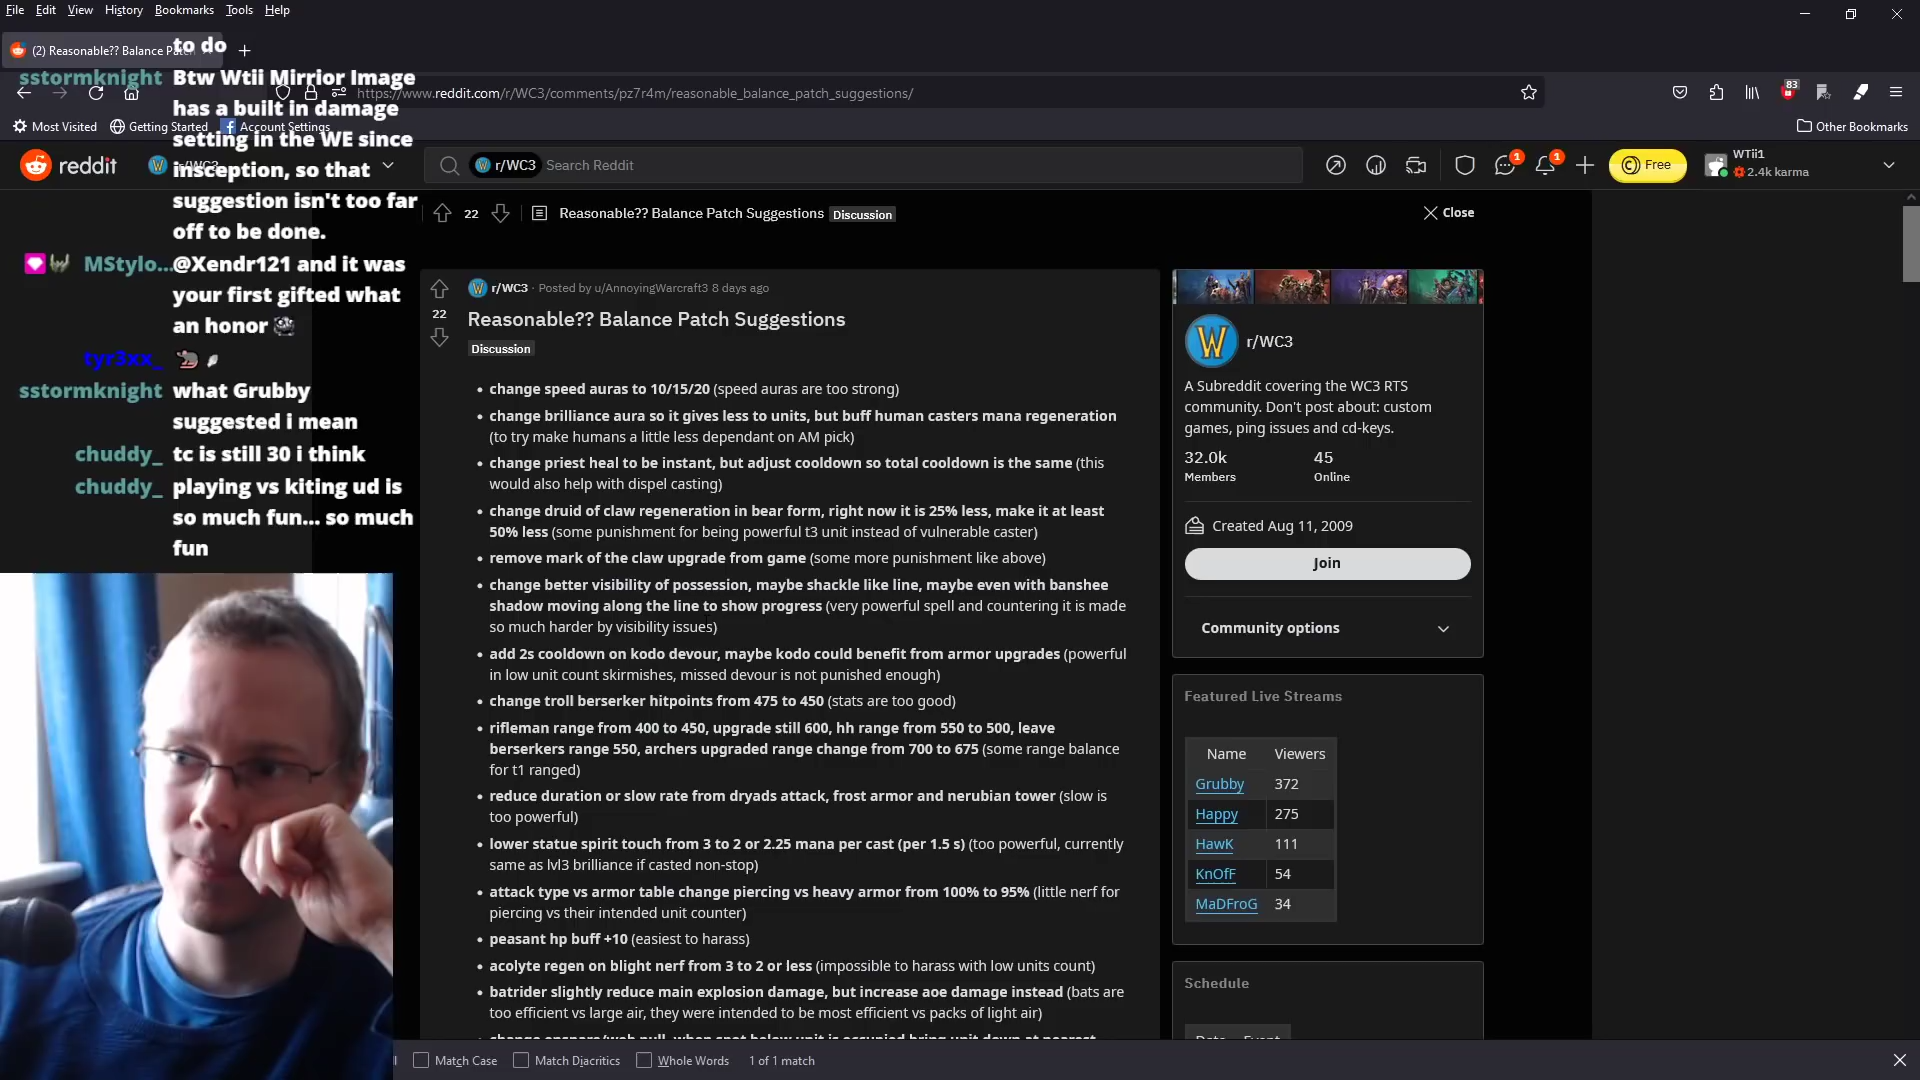 File Edit View History Bookmarks Tools Help
(2) Reasonable?? Balance Patc
https://www.reddit.com/r/WC3/comments/pz7r4m/reasonable_balance_patch_suggestions/
83
Most Visited Getting Started Account Settings
Other Bookmarks
reddit r/WC3
r/WC3 Search Reddit
1 1
Free
WTii1
2.4k karma
to do
sstormknight Btw Wtii Mirrior Image
has a built in damage
setting in the WE since
insception, so that
suggestion isn't too far
off to be done.
MStylo... @Xendr121 and it was
your first gifted what
an honor
tyr3xx_
sstormknight what Grubby
suggested i mean
chuddy_ tc is still 30 i think
chuddy_ playing vs kiting ud is
so much fun... so much
fun
22 Reasonable?? Balance Patch Suggestions Discussion
Close
r/WC3 · Posted by u/AnnoyingWarcraft3 8 days ago
22
Reasonable?? Balance Patch Suggestions
Discussion
• change speed auras to 10/15/20 (speed auras are too strong)
• change brilliance aura so it gives less to units, but buff human casters mana regeneration
(to try make humans a little less dependant on AM pick)
• change priest heal to be instant, but adjust cooldown so total cooldown is the same (this
would also help with dispel casting)
• change druid of claw regeneration in bear form, right now it is 25% less, make it at least
50% less (some punishment for being powerful t3 unit instead of vulnerable caster)
• remove mark of the claw upgrade from game (some more punishment like above)
• change better visibility of possession, maybe shackle like line, maybe even with banshee
shadow moving along the line to show progress (very powerful spell and countering it is made
so much harder by visibility issues)
• add 2s cooldown on kodo devour, maybe kodo could benefit from armor upgrades (powerful
in low unit count skirmishes, missed devour is not punished enough)
• change troll berserker hitpoints from 475 to 450 (stats are too good)
• rifleman range from 400 to 450, upgrade still 600, hh range from 550 to 500, leave
berserkers range 550, archers upgraded range change from 700 to 675 (some range balance
for t1 ranged)
• reduce duration or slow rate from dryads attack, frost armor and nerubian tower (slow is
too powerful)
• lower statue spirit touch from 3 to 2 or 2.25 mana per cast (per 1.5 s) (too powerful, currently
same as lvl3 brilliance if casted non-stop)
• attack type vs armor table change piercing vs heavy armor from 100% to 95% (little nerf for
piercing vs their intended unit counter)
• peasant hp buff +10 (easiest to harass)
• acolyte regen on blight nerf from 3 to 2 or less (impossible to harass with low units count)
• batrider slightly reduce main explosion damage, but increase aoe damage instead (bats are
too efficient vs large air, they were intended to be most efficient vs packs of light air)
• change ensnare/web pull, when spot below unit is occupied bring unit down at nearest
r/WC3
A Subreddit covering the WC3 RTS
community. Don't post about: custom
games, ping issues and cd-keys.
32.0k 45
Members Online
Created Aug 11, 2009
Join
Community options
Featured Live Streams
Name Viewers
Grubby 372
Happy 275
HawK 111
KnOfF 54
MaDFroG 34
Schedule
Date Event
Match Case Match Diacritics Whole Words 1 of 1 match